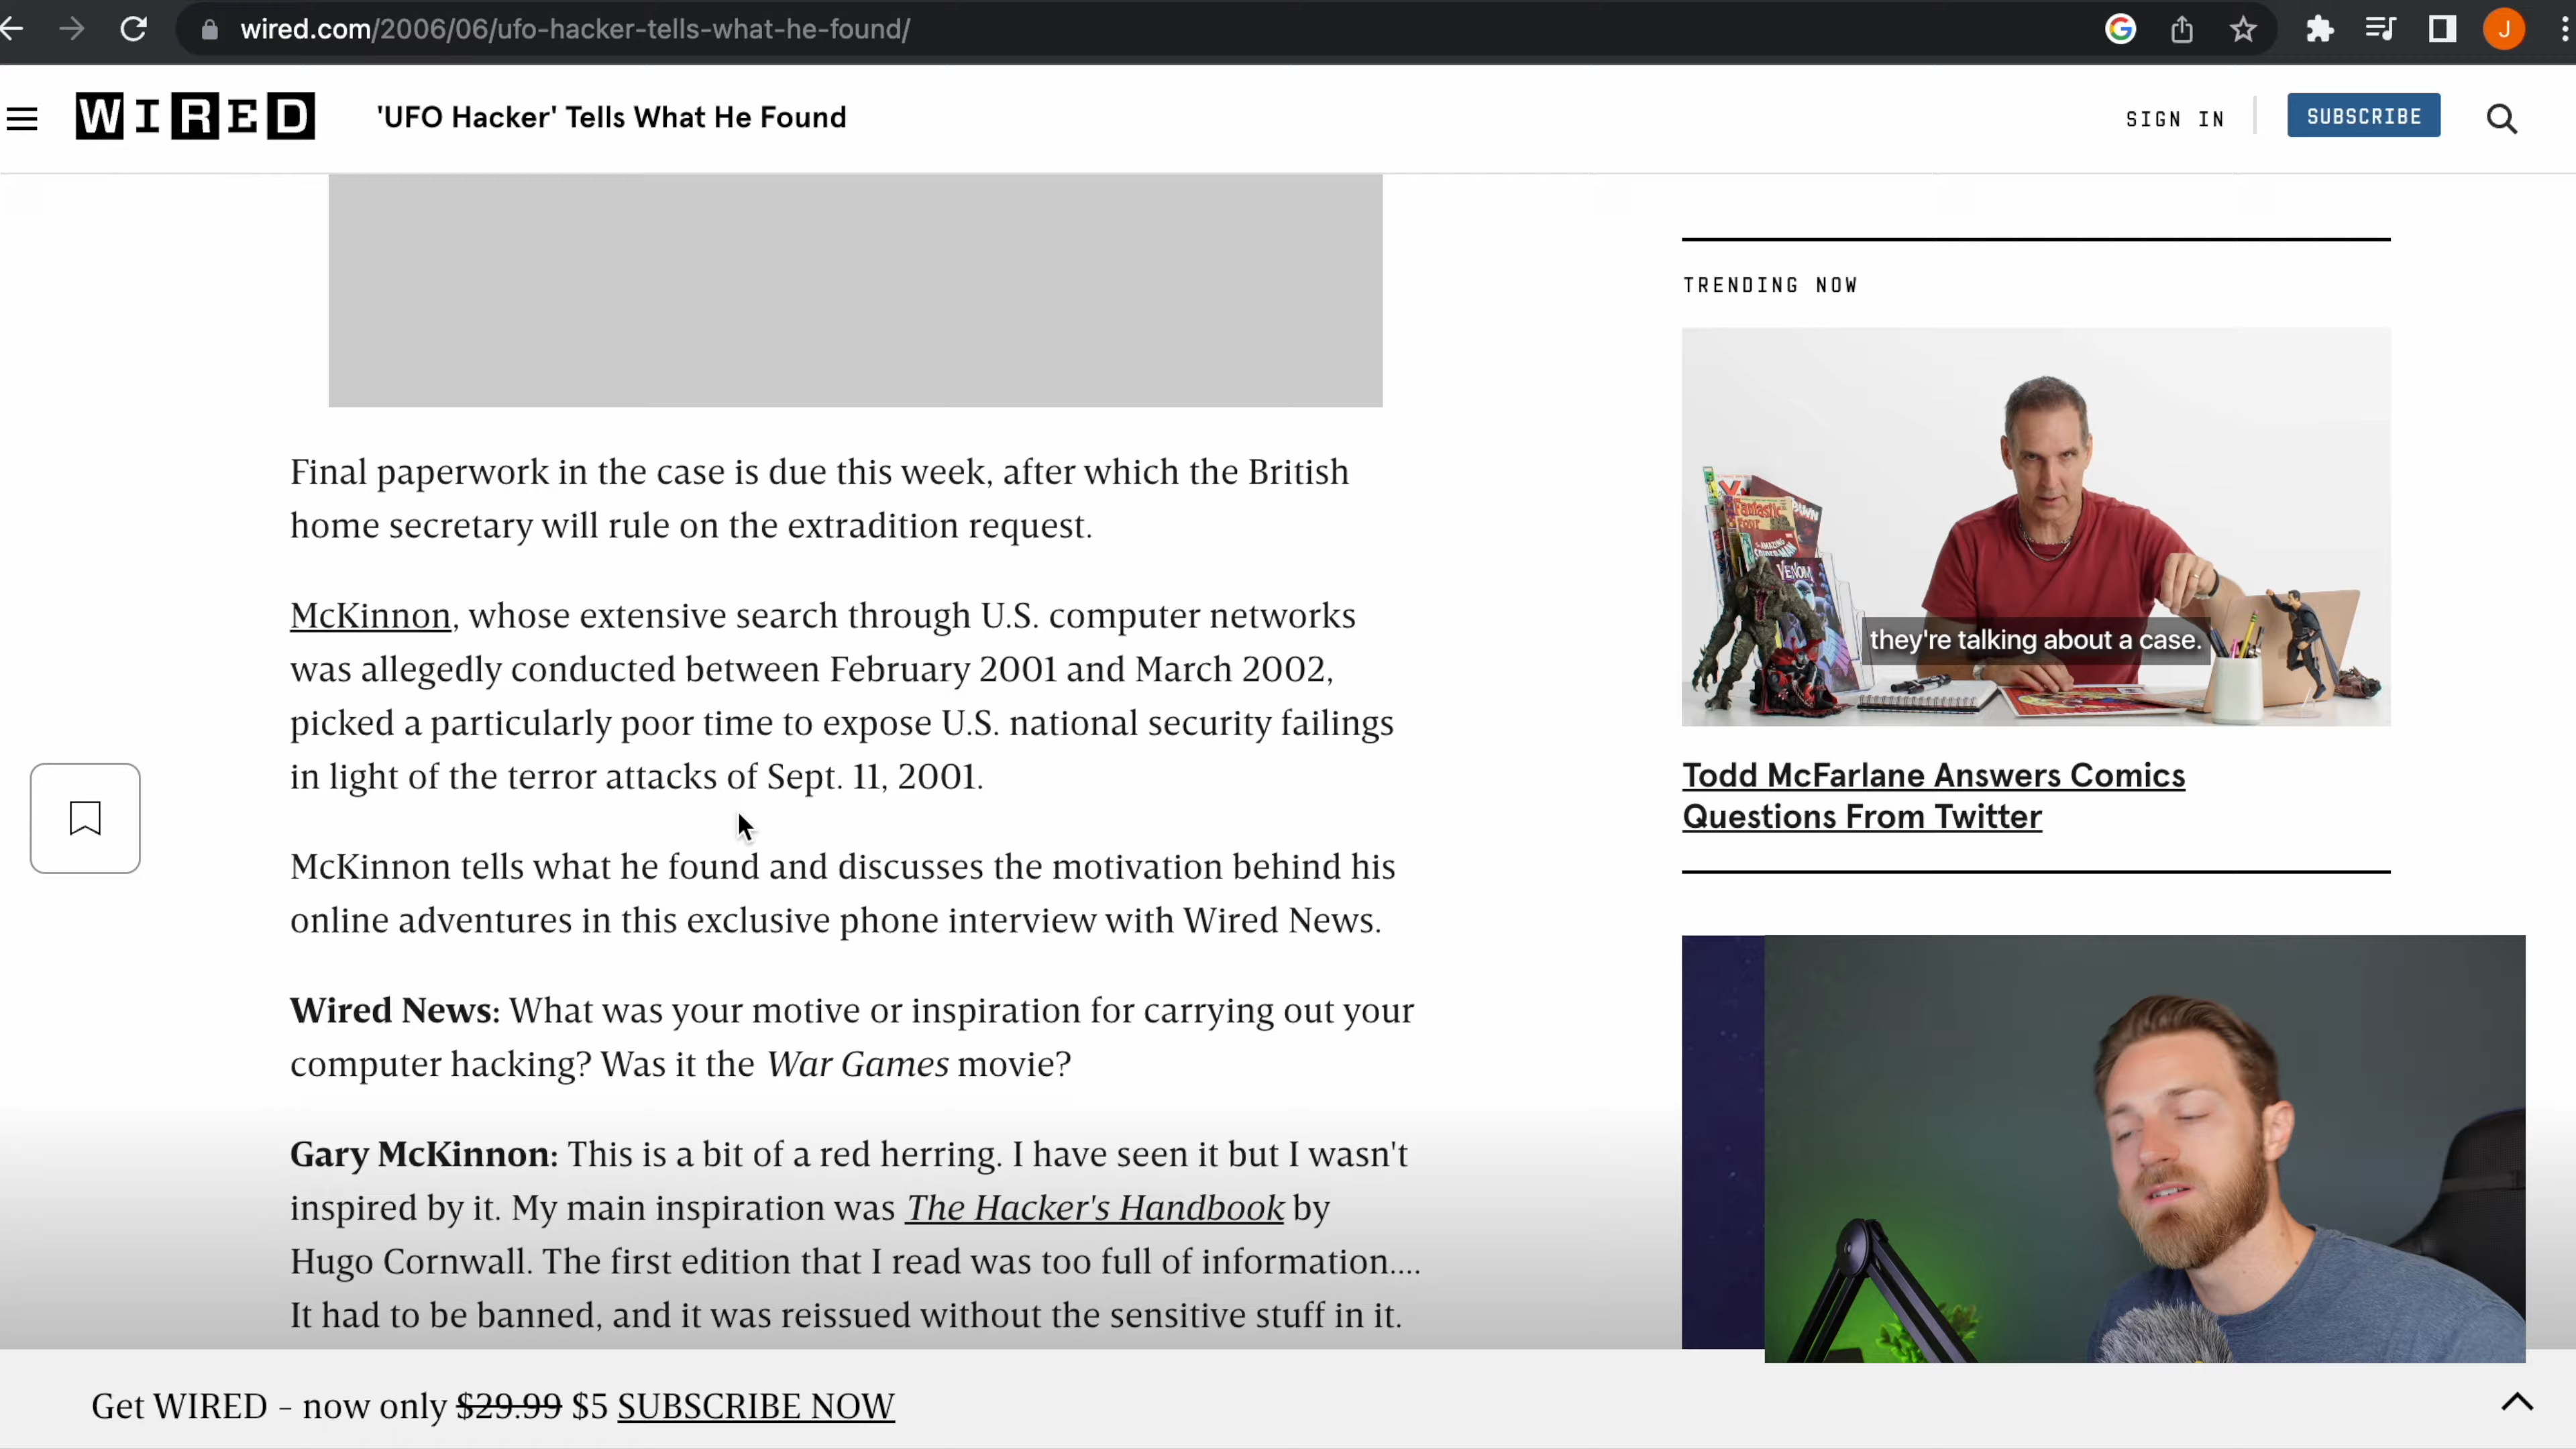 wired.com/2006/06/ufo-hacker-tells-what-he-found/
J
WIRED
'UFO Hacker' Tells What He Found
SIGN IN
SUBSCRIBE
Final paperwork in the case is due this week, after which the British
home secretary will rule on the extradition request.
McKinnon, whose extensive search through U.S. computer networks
was allegedly conducted between February 2001 and March 2002,
picked a particularly poor time to expose U.S. national security failings
in light of the terror attacks of Sept. 11, 2001.
McKinnon tells what he found and discusses the motivation behind his
online adventures in this exclusive phone interview with Wired News.
Wired News: What was your motive or inspiration for carrying out your
computer hacking? Was it the War Games movie?
Gary McKinnon: This is a bit of a red herring. I have seen it but I wasn't
inspired by it. My main inspiration was The Hacker's Handbook by
Hugo Cornwall. The first edition that I read was too full of information....
It had to be banned, and it was reissued without the sensitive stuff in it.
TRENDING NOW
Fantastic
Four
VENOM
they're talking about a case.
Todd McFarlane Answers Comics
Questions From Twitter
Get WIRED - now only $29.99 $5 SUBSCRIBE NOW